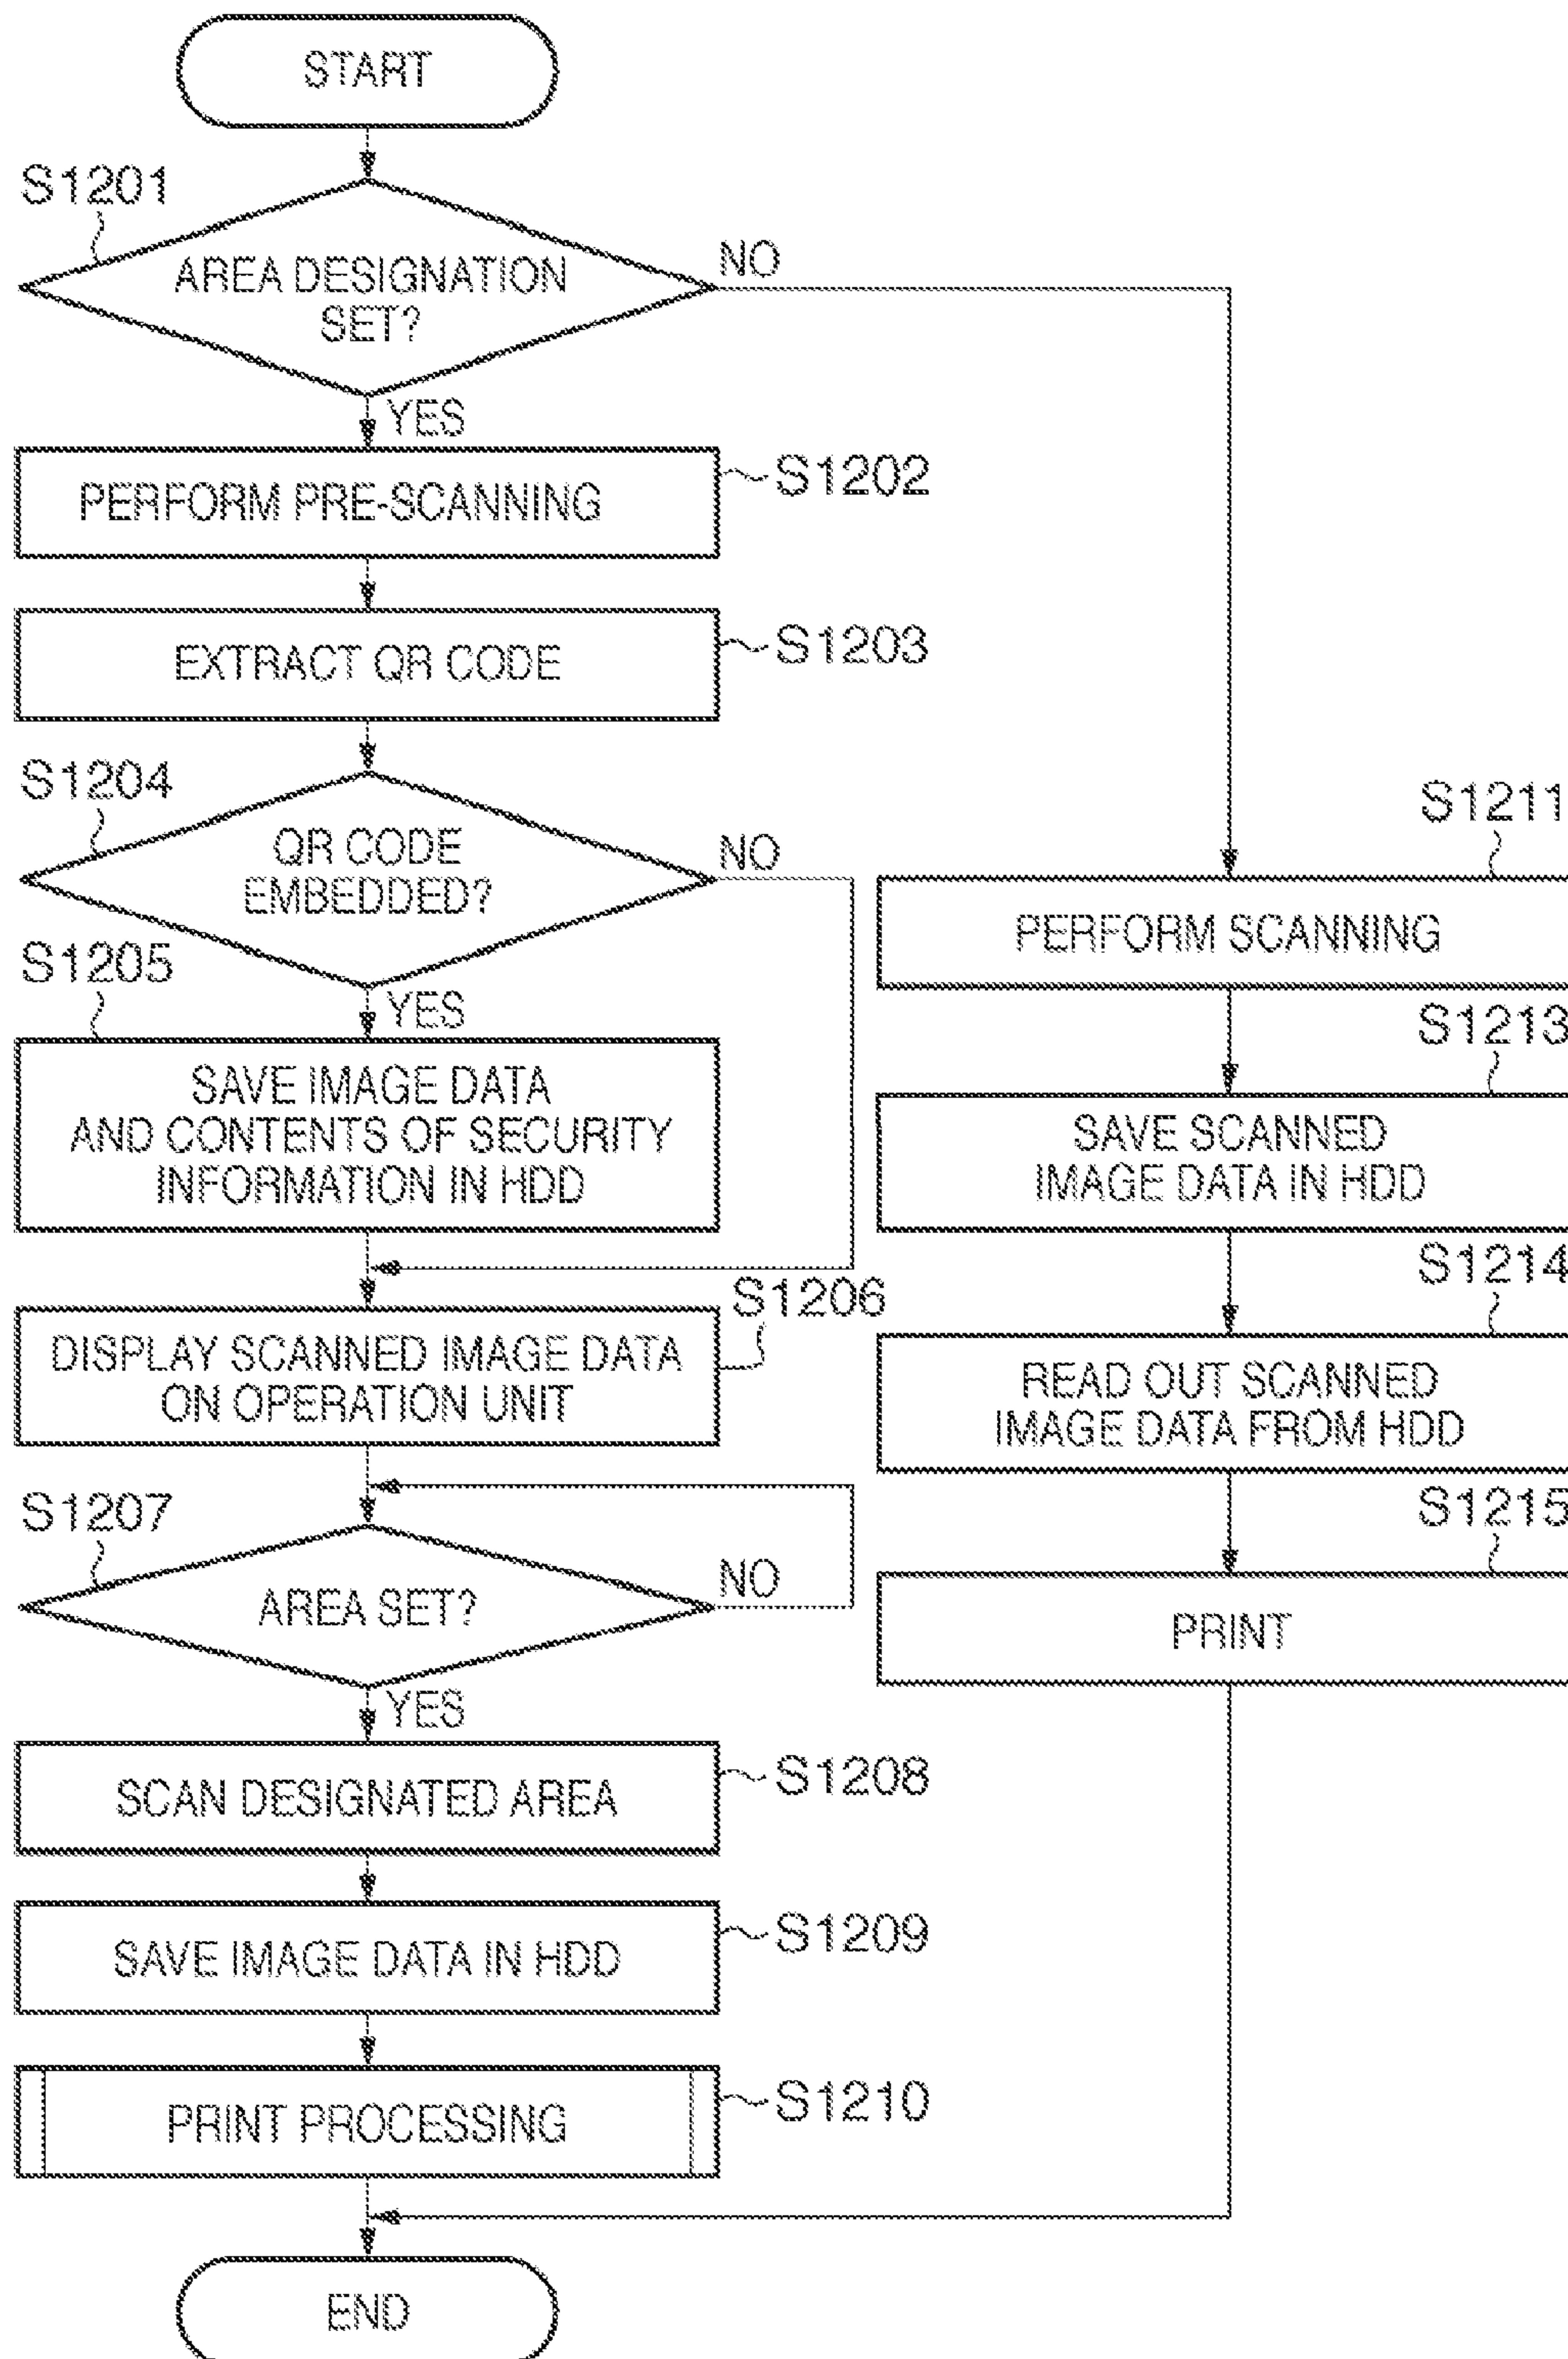 START
S1201
AREA DESIGNATION
SET?
NO
YES
PERFORM PRE-SCANNING
S1202
EXTRACT QR CODE
S1203
S1204
QR CODE
EMBEDDED?
NO
YES
S1205
SAVE IMAGE DATA
AND CONTENTS OF SECURITY
INFORMATION IN HDD
S1206
DISPLAY SCANNED IMAGE DATA
ON OPERATION UNIT
S1207
AREA SET?
NO
YES
SCAN DESIGNATED AREA
S1208
SAVE IMAGE DATA IN HDD
S1209
PRINT PROCESSING
S1210
S1211
PERFORM SCANNING
S1213
SAVE SCANNED
IMAGE DATA IN HDD
S1214
READ OUT SCANNED
IMAGE DATA FROM HDD
S1215
PRINT
END